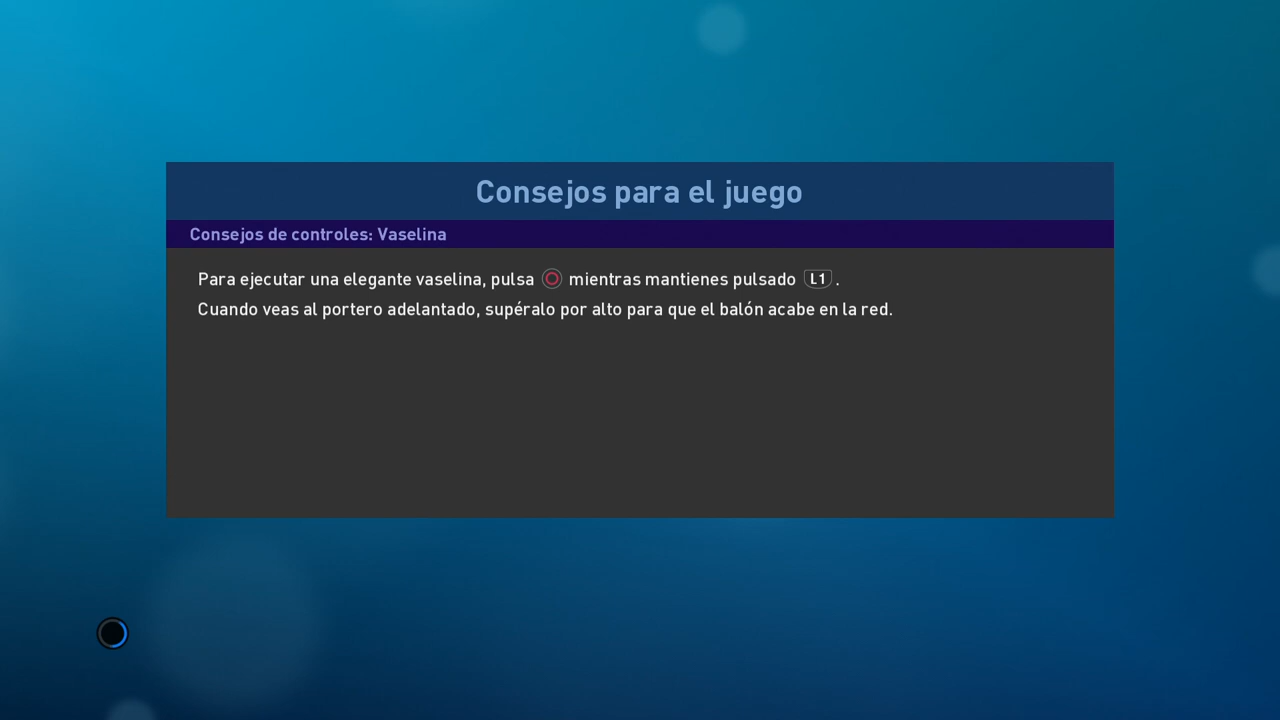 Consejos para el juego
Consejos de controles: Vaselina
Para ejecutar una elegante vaselina, pulsa ○ mientras mantienes pulsado L1.
Cuando veas al portero adelantado, supéralo por alto para que el balón acabe en la red.